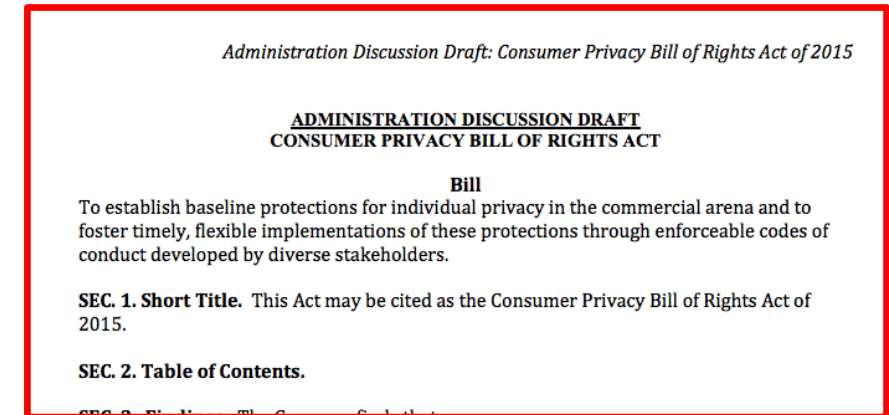 Administration Discussion Draft: Consumer Privacy Bill of Rights Act of 2015
ADMINISTRATION DISCUSSION DRAFT
CONSUMER PRIVACY BILL OF RIGHTS ACT
Bill
To establish baseline protections for individual privacy in the commercial arena and to
foster timely, flexible implementations of these protections through enforceable codes of
conduct developed by diverse stakeholders.
SEC. 1. Short Title. This Act may be cited as the Consumer Privacy Bill of Rights Act of
2015.
SEC. 2. Table of Contents.